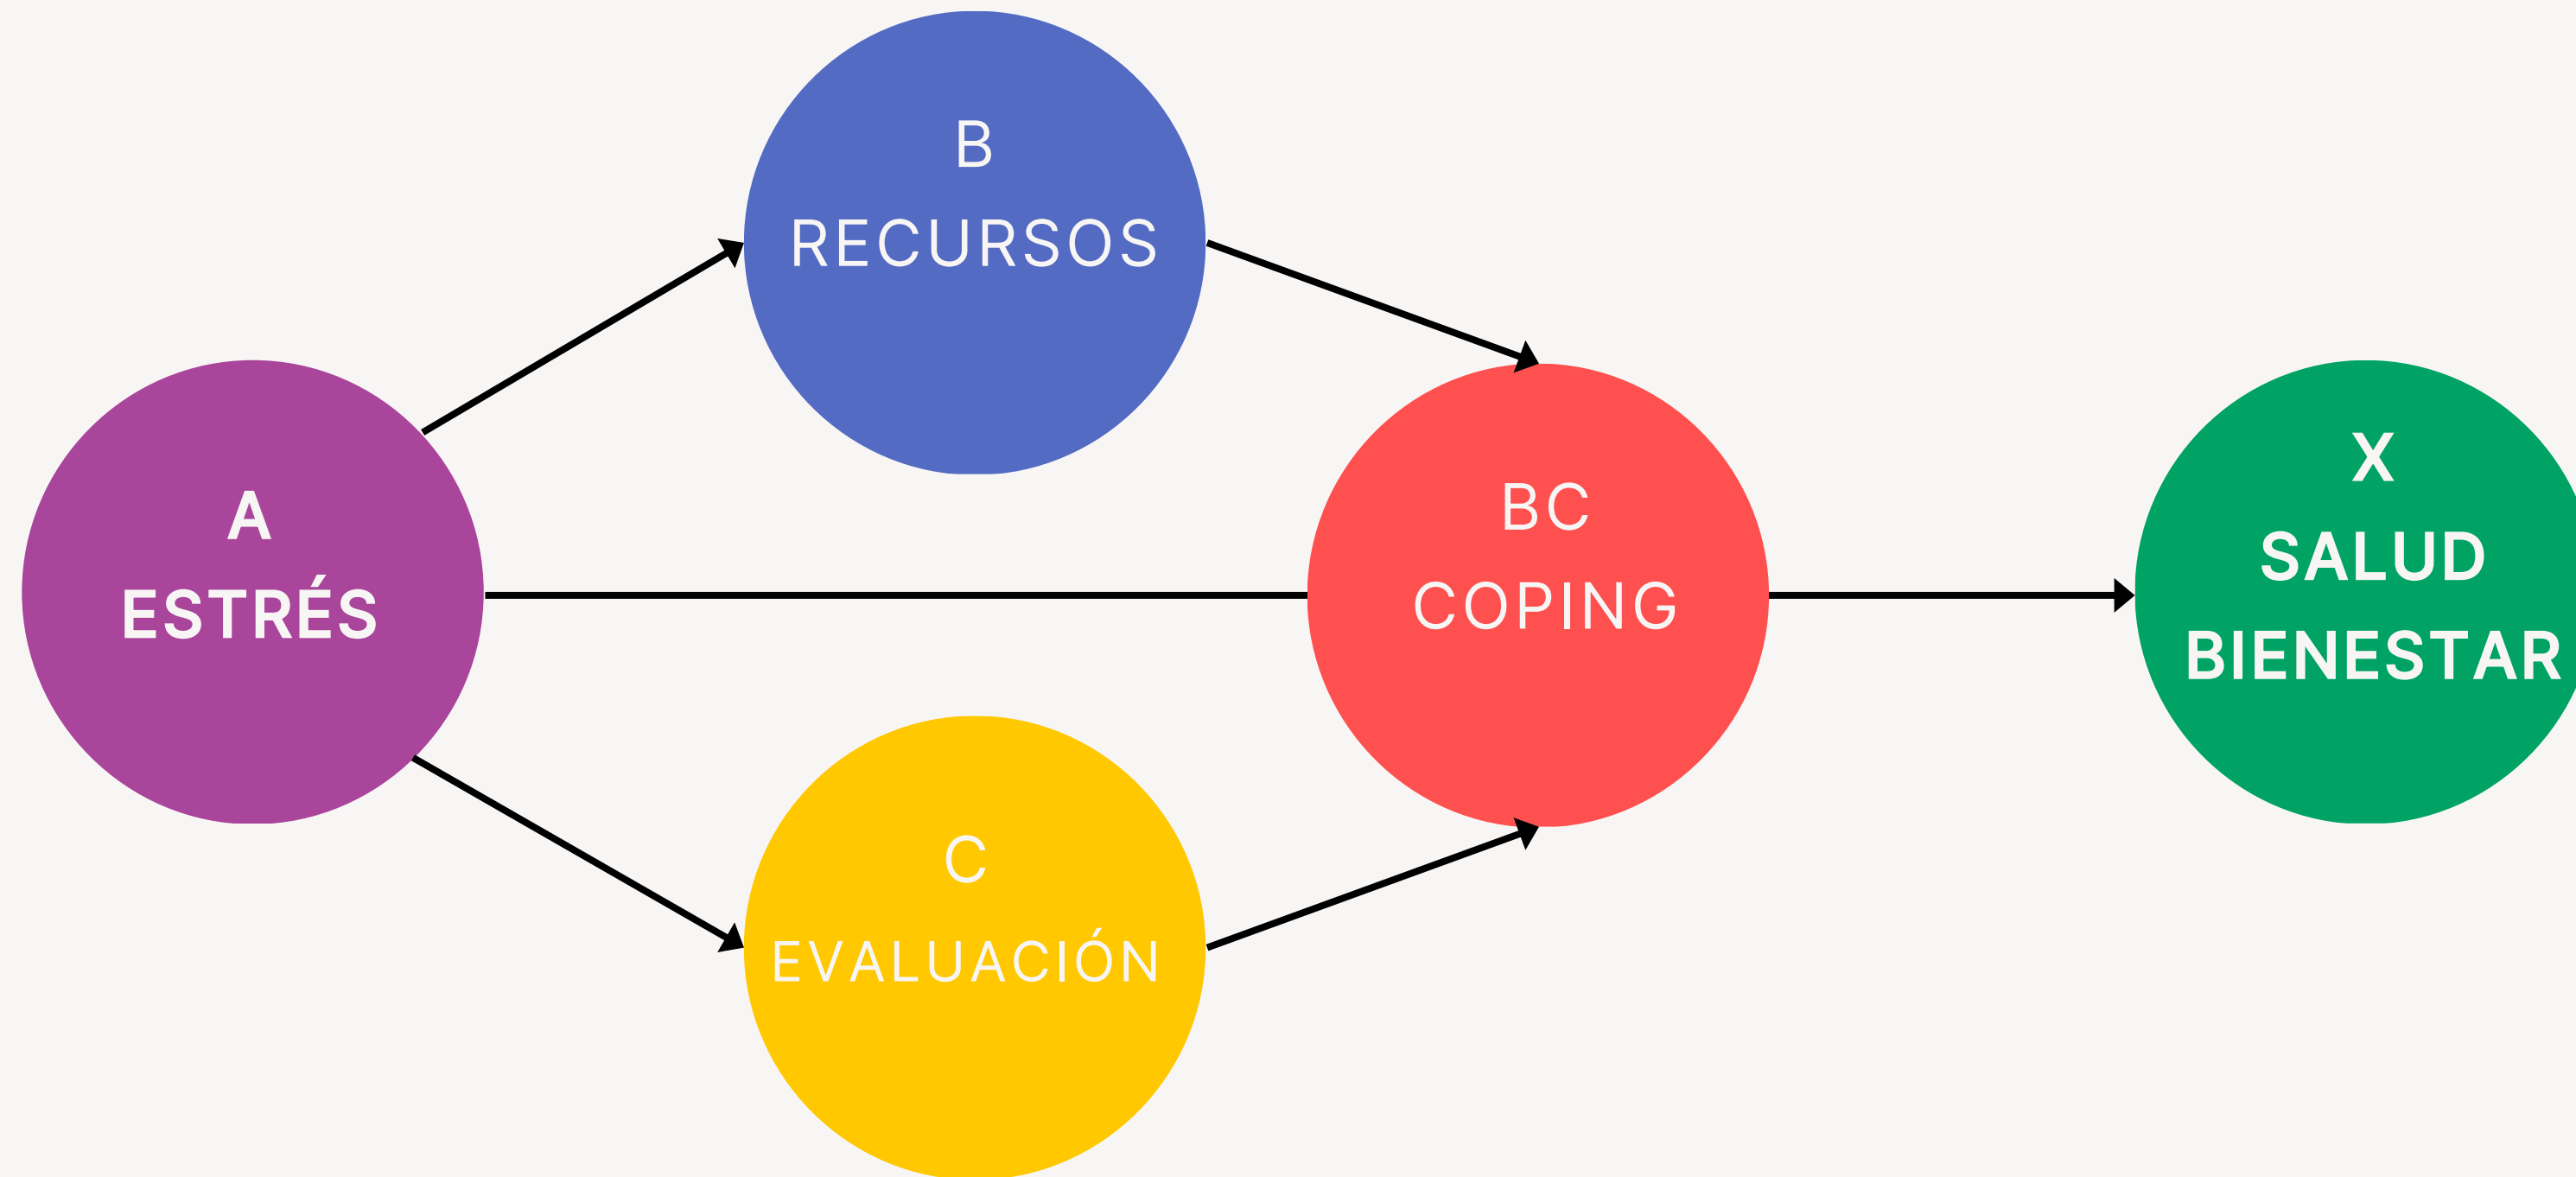 A
ESTRÉS
B
RECURSOS
C
EVALUACIÓN
BC
COPING
X
SALUD
BIENESTAR